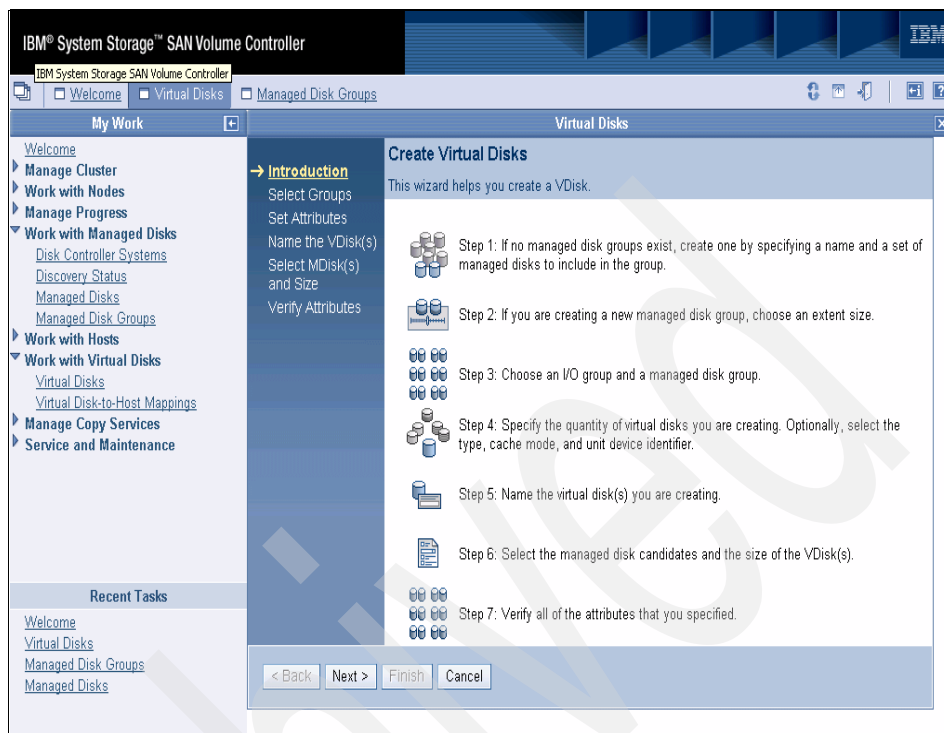 IBM® System Storage™ SAN Volume Controller
IBM
IBM System Storage SAN Volume Controller
Welcome
Virtual Disks
Managed Disk Groups
My Work
Welcome
Manage Cluster
Work with Nodes
Manage Progress
Work with Managed Disks
Disk Controller Systems
Discovery Status
Managed Disks
Managed Disk Groups
Work with Hosts
Work with Virtual Disks
Virtual Disks
Virtual Disk-to-Host Mappings
Manage Copy Services
Service and Maintenance
Recent Tasks
Welcome
Virtual Disks
Managed Disk Groups
Managed Disks
Virtual Disks
Introduction
Select Groups
Set Attributes
Name the VDisk(s)
Select MDisk(s)
and Size
Verify Attributes
Create Virtual Disks
This wizard helps you create a VDisk.
Step 1: If no managed disk groups exist, create one by specifying a name and a set of
managed disks to include in the group.
Step 2: If you are creating a new managed disk group, choose an extent size.
Step 3: Choose an I/O group and a managed disk group.
Step 4: Specify the quantity of virtual disks you are creating. Optionally, select the
type, cache mode, and unit device identifier.
Step 5: Name the virtual disk(s) you are creating.
Step 6: Select the managed disk candidates and the size of the VDisk(s).
Step 7: Verify all of the attributes that you specified.
< Back
Next >
Finish
Cancel